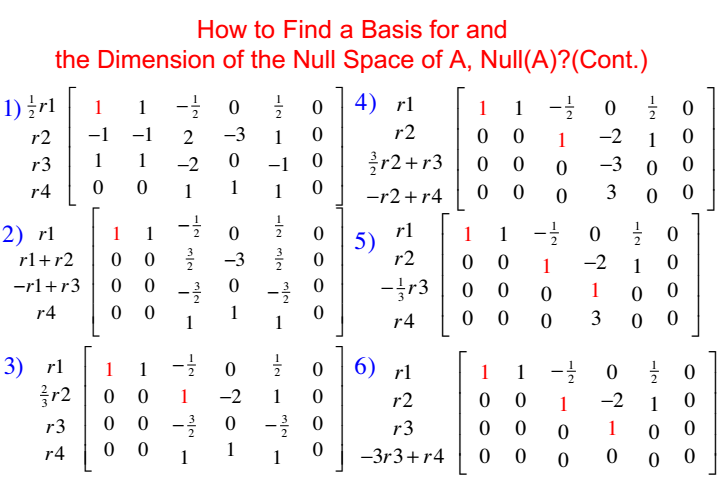 How to Find a Basis for and
the Dimension of the Null Space of A, Null(A)?(Cont.)
1) ½r1 [ 1 1 −½ 0 ½ 0
r2 −1 −1 2 −3 1 0
r3 1 1 −2 0 −1 0
r4 0 0 1 1 1 0 ]
2) r1 [ 1 1 −½ 0 ½ 0
r1+r2 0 0 3/2 −3 3/2 0
−r1+r3 0 0 −3/2 0 −3/2 0
r4 0 0 1 1 1 0 ]
3) r1 [ 1 1 −½ 0 ½ 0
⅔r2 0 0 1 −2 1 0
r3 0 0 −3/2 0 −3/2 0
r4 0 0 1 1 1 0 ]
4) r1 [ 1 1 −½ 0 ½ 0
r2 0 0 1 −2 1 0
3/2r2+r3 0 0 0 −3 0 0
−r2+r4 0 0 0 3 0 0 ]
5) r1 [ 1 1 −½ 0 ½ 0
r2 0 0 1 −2 1 0
−⅓r3 0 0 0 1 0 0
r4 0 0 0 3 0 0 ]
6) r1 [ 1 1 −½ 0 ½ 0
r2 0 0 1 −2 1 0
r3 0 0 0 1 0 0
−3r3+r4 0 0 0 0 0 0 ]